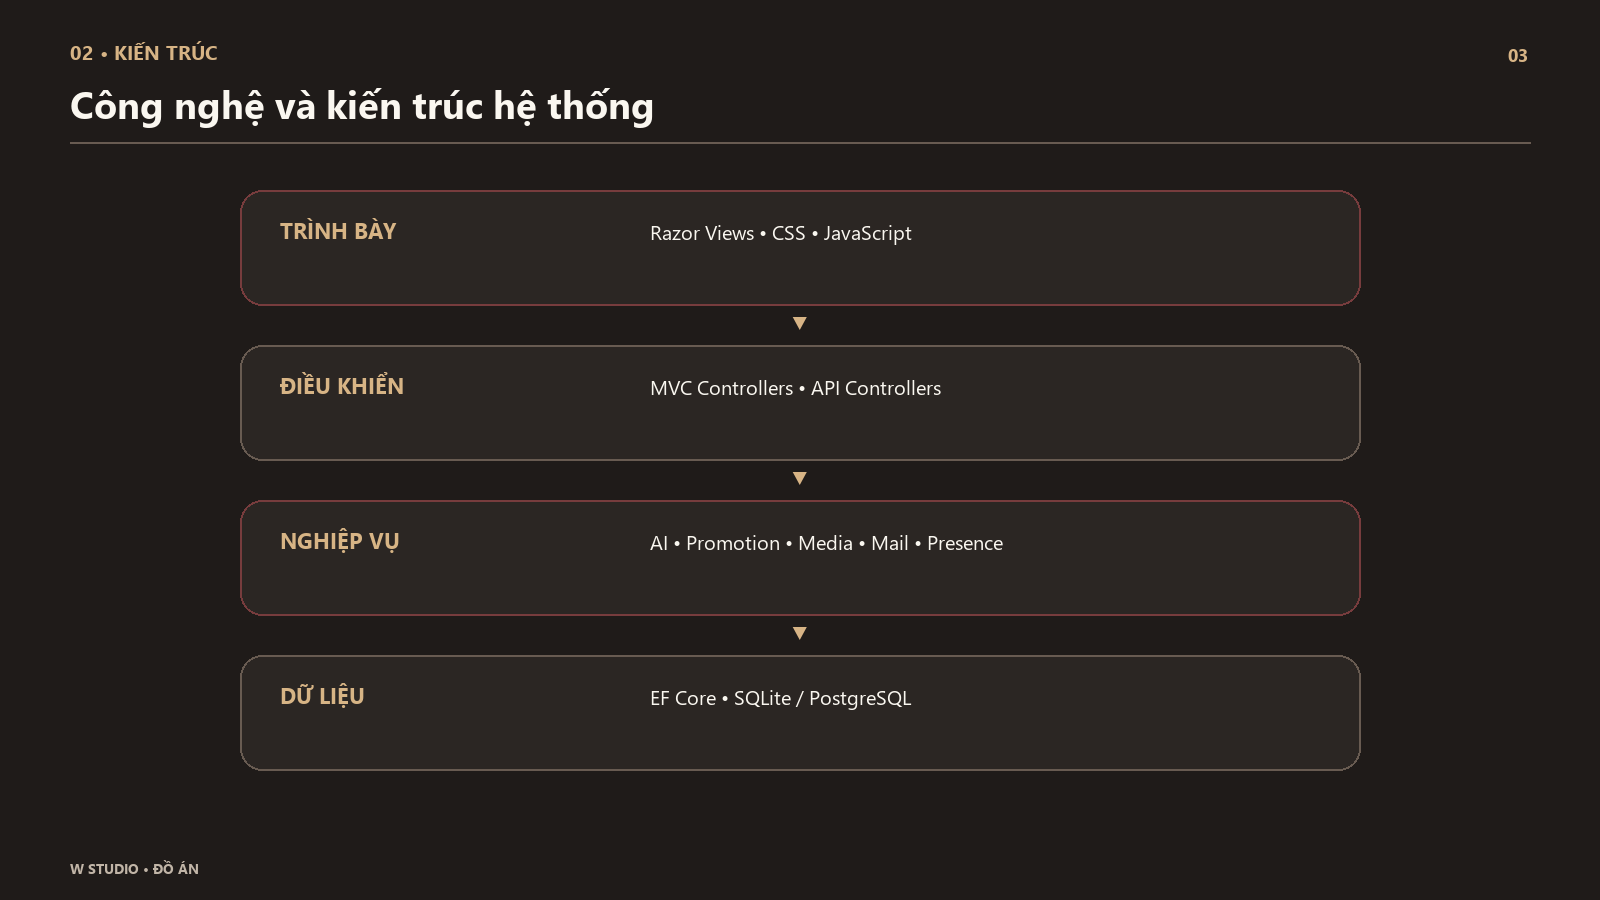 02 • KIẾN TRÚC
03
Công nghệ và kiến trúc hệ thống
TRÌNH BÀY
Razor Views • CSS • JavaScript
ĐIỀU KHIỂN
MVC Controllers • API Controllers
NGHIỆP VỤ
AI • Promotion • Media • Mail • Presence
DỮ LIỆU
EF Core • SQLite / PostgreSQL
W STUDIO • ĐỒ ÁN